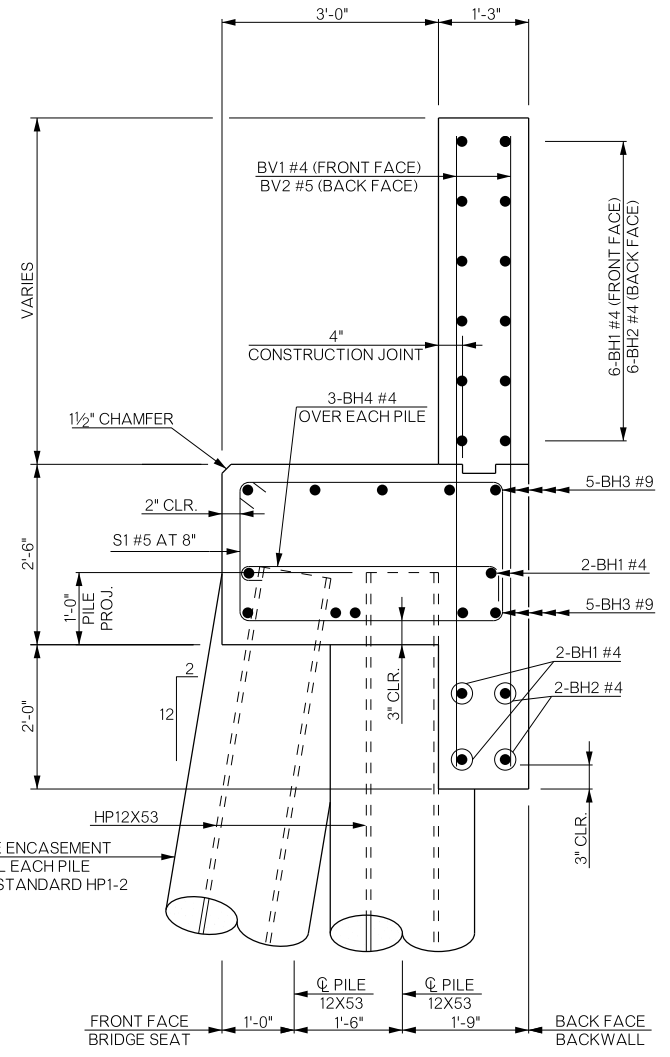 3'-0"
1'-3"
BV1 #4 (FRONT FACE)
BV2 #5 (BACK FACE)
6-BH1 #4 (FRONT FACE)
6-BH2 #4 (BACK FACE)
VARIES
4"
CONSTRUCTION JOINT
3-BH4 #4
OVER EACH PILE
1½" CHAMFER
5-BH3 #9
2" CLR.
S1 #5 AT 8"
2'-6"
2-BH1 #4
1'-0"
PILE
PROJ.
5-BH3 #9
2-BH1 #4
2
12
2-BH2 #4
3" CLR.
2'-0"
HP12X53
3" CLR.
E ENCASEMENT
L EACH PILE
STANDARD HP1-2
℄ PILE
12X53
℄ PILE
12X53
FRONT FACE
BRIDGE SEAT
1'-0"
1'-6"
1'-9"
BACK FACE
BACKWALL